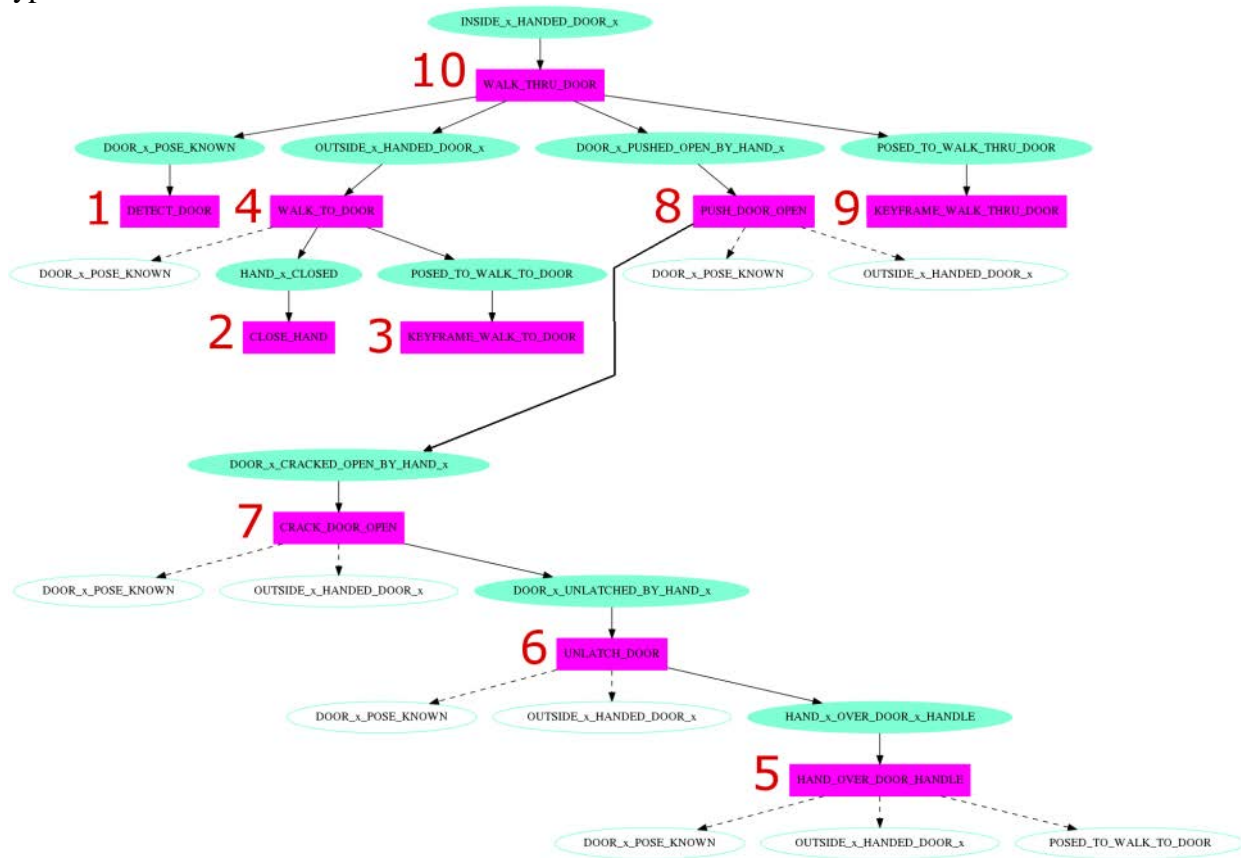 INSIDE_x_HANDED_DOOR_x
10
WALK_THRU_DOOR
DOOR_x_POSE_KNOWN
OUTSIDE_x_HANDED_DOOR_x
DOOR_x_PUSHED_OPEN_BY_HAND_x
POSED_TO_WALK_THRU_DOOR
1
DETECT_DOOR
4
WALK_TO_DOOR
8
PUSH_DOOR_OPEN
9
KEYFRAME_WALK_THRU_DOOR
DOOR_x_POSE_KNOWN
HAND_x_CLOSED
POSED_TO_WALK_TO_DOOR
DOOR_x_POSE_KNOWN
OUTSIDE_x_HANDED_DOOR_x
2
CLOSE_HAND
3
KEYFRAME_WALK_TO_DOOR
DOOR_x_CRACKED_OPEN_BY_HAND_x
7
CRACK_DOOR_OPEN
DOOR_x_POSE_KNOWN
OUTSIDE_x_HANDED_DOOR_x
DOOR_x_UNLATCHED_BY_HAND_x
6
UNLATCH_DOOR
DOOR_x_POSE_KNOWN
OUTSIDE_x_HANDED_DOOR_x
HAND_x_OVER_DOOR_x_HANDLE
5
HAND_OVER_DOOR_HANDLE
DOOR_x_POSE_KNOWN
OUTSIDE_x_HANDED_DOOR_x
POSED_TO_WALK_TO_DOOR